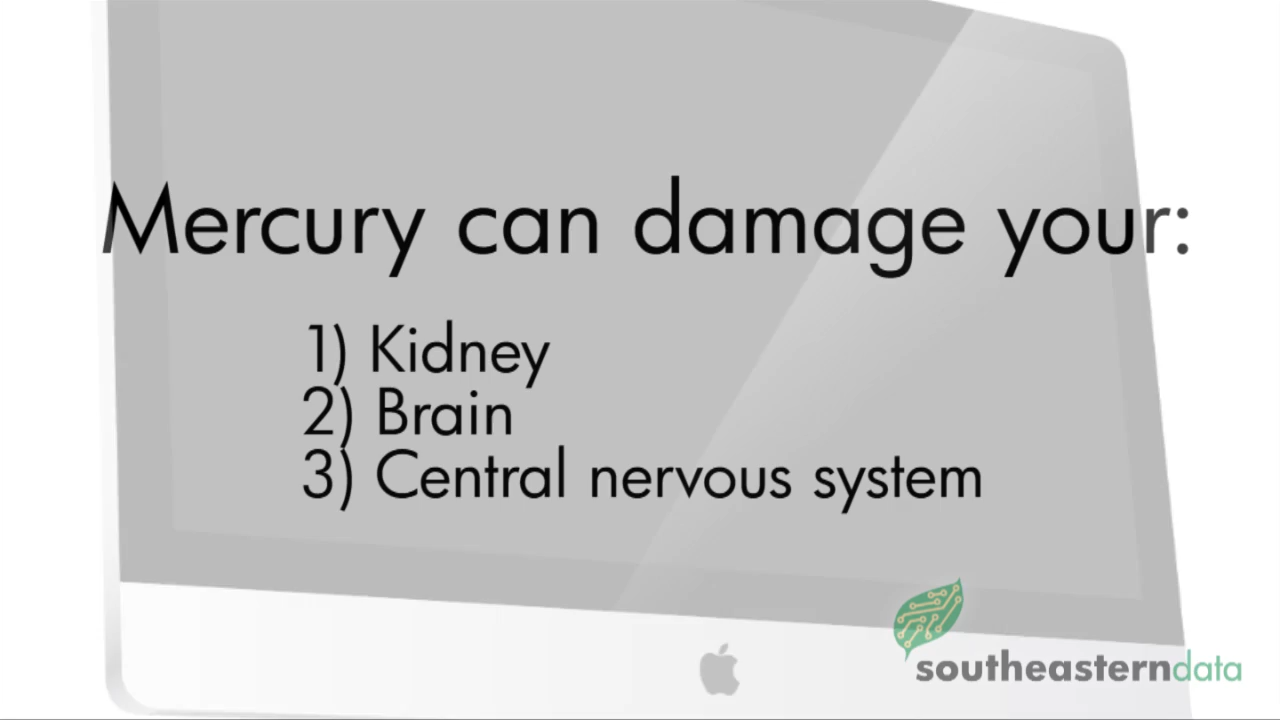 Mercury can damage your:
1) Kidney
2) Brain
3) Central nervous system
southeasterndata